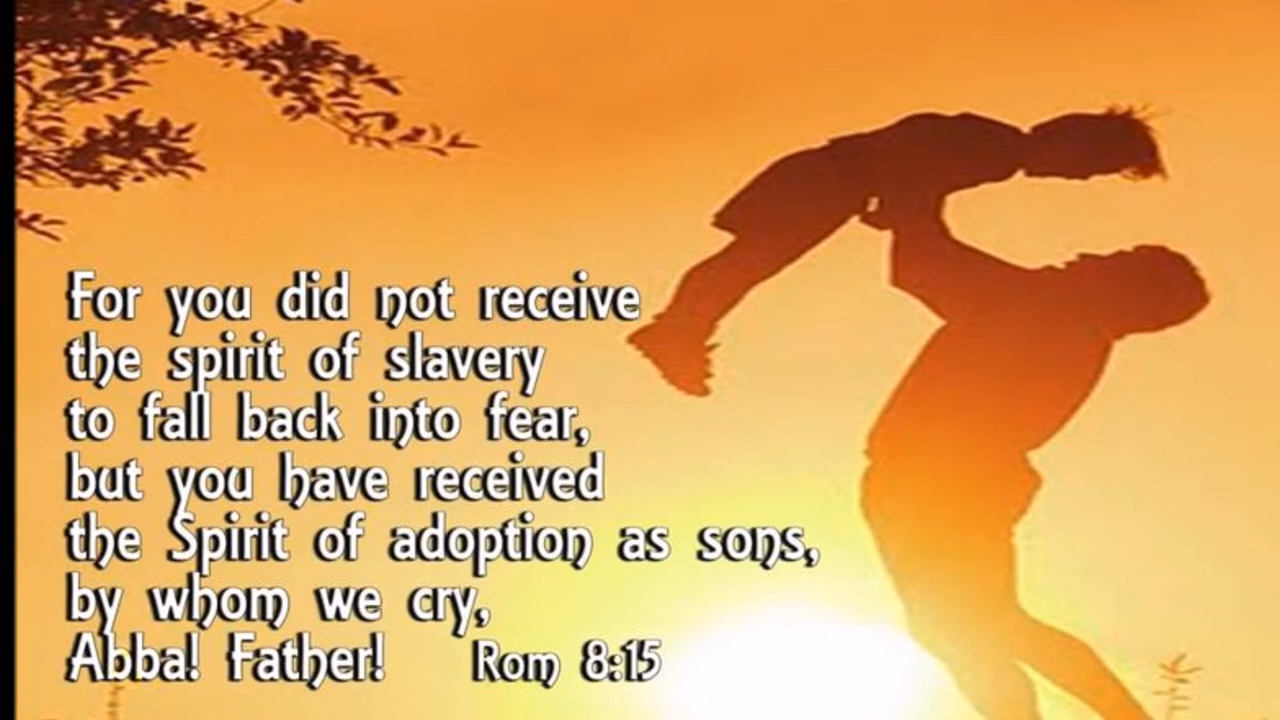 For you did not receive
the spirit of slavery
to fall back into fear,
but you have received
the Spirit of adoption as sons,
by whom we cry,
Abba! Father! Rom 8:15